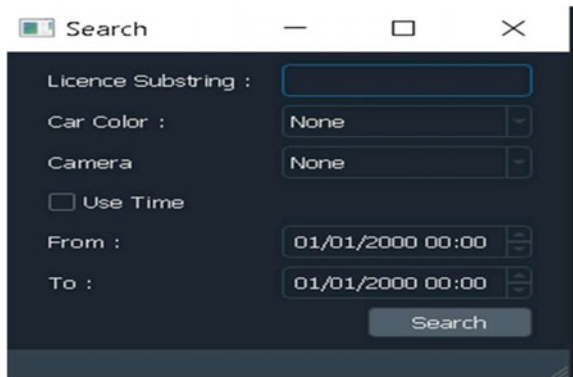 Search
Licence Substring :
Car Color : None
Camera None
Use Time
From : 01/01/2000 00:00
To : 01/01/2000 00:00
Search